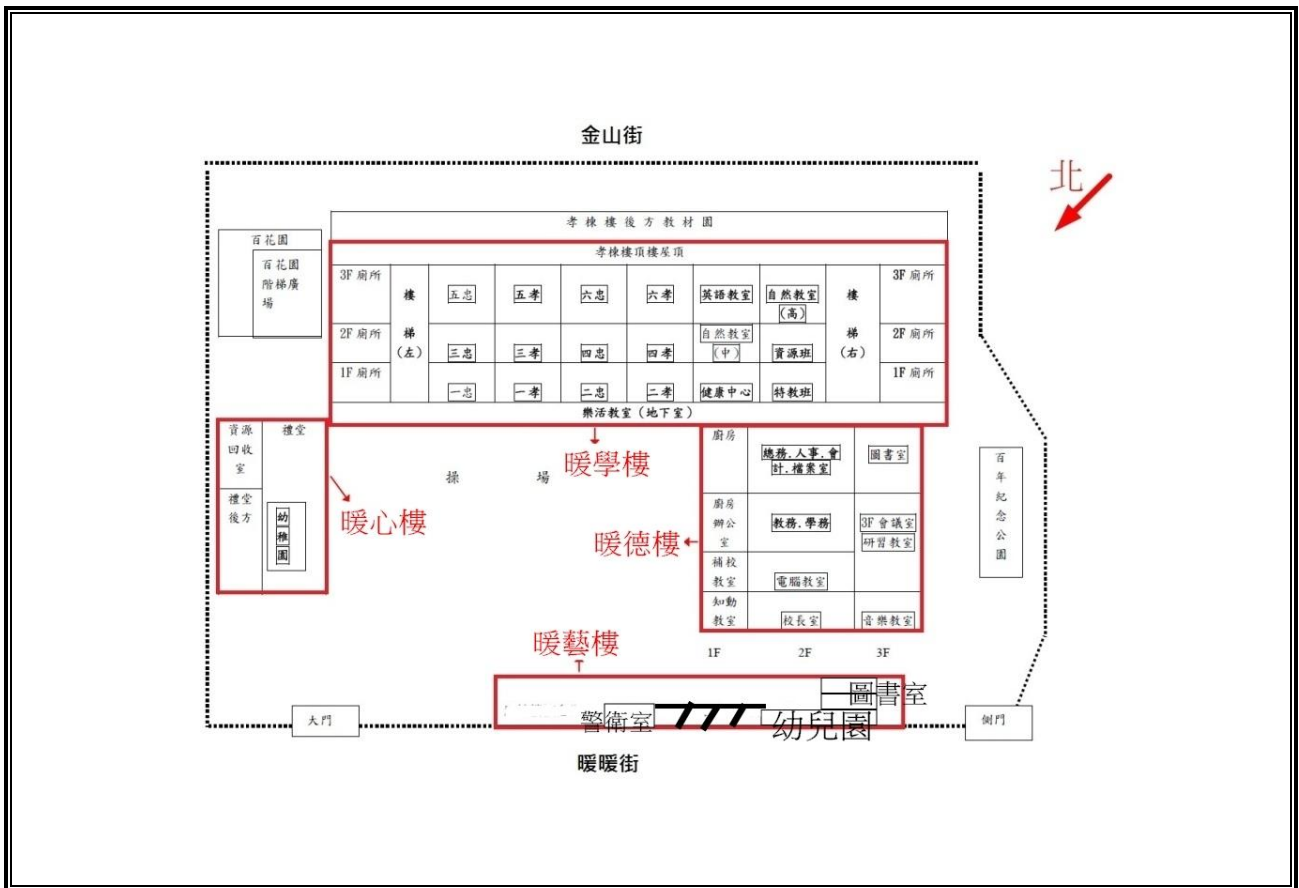 金山街
北
孝棟樓後方教材園
百花園
百花園
階梯廣
場
孝棟樓頂樓屋頂
3F 廁所
樓
梯
(左)
五忠
五孝
六忠
六孝
英語教室
自然教室
(高)
樓
梯
(右)
3F 廁所
2F 廁所
三忠
三孝
四忠
四孝
自然教室
(中)
資源班
2F 廁所
1F 廁所
一忠
一孝
二忠
二孝
健康中心
特教班
1F 廁所
樂活教室(地下室)
資源
回收
室
禮堂
禮堂
後方
幼
稚
園
暖心樓
操 場
暖學樓
暖德樓
廚房
總務.人事.會
計.檔案室
圖書室
廚房
辦公
室
教務.學務
3F 會議室
研習教室
補校
教室
電腦教室
知動
教室
校長室
音樂教室
1F
2F
3F
百
年
紀
念
公
園
暖藝樓
圖書室
警衛室
幼兒園
大門
側門
暖暖街